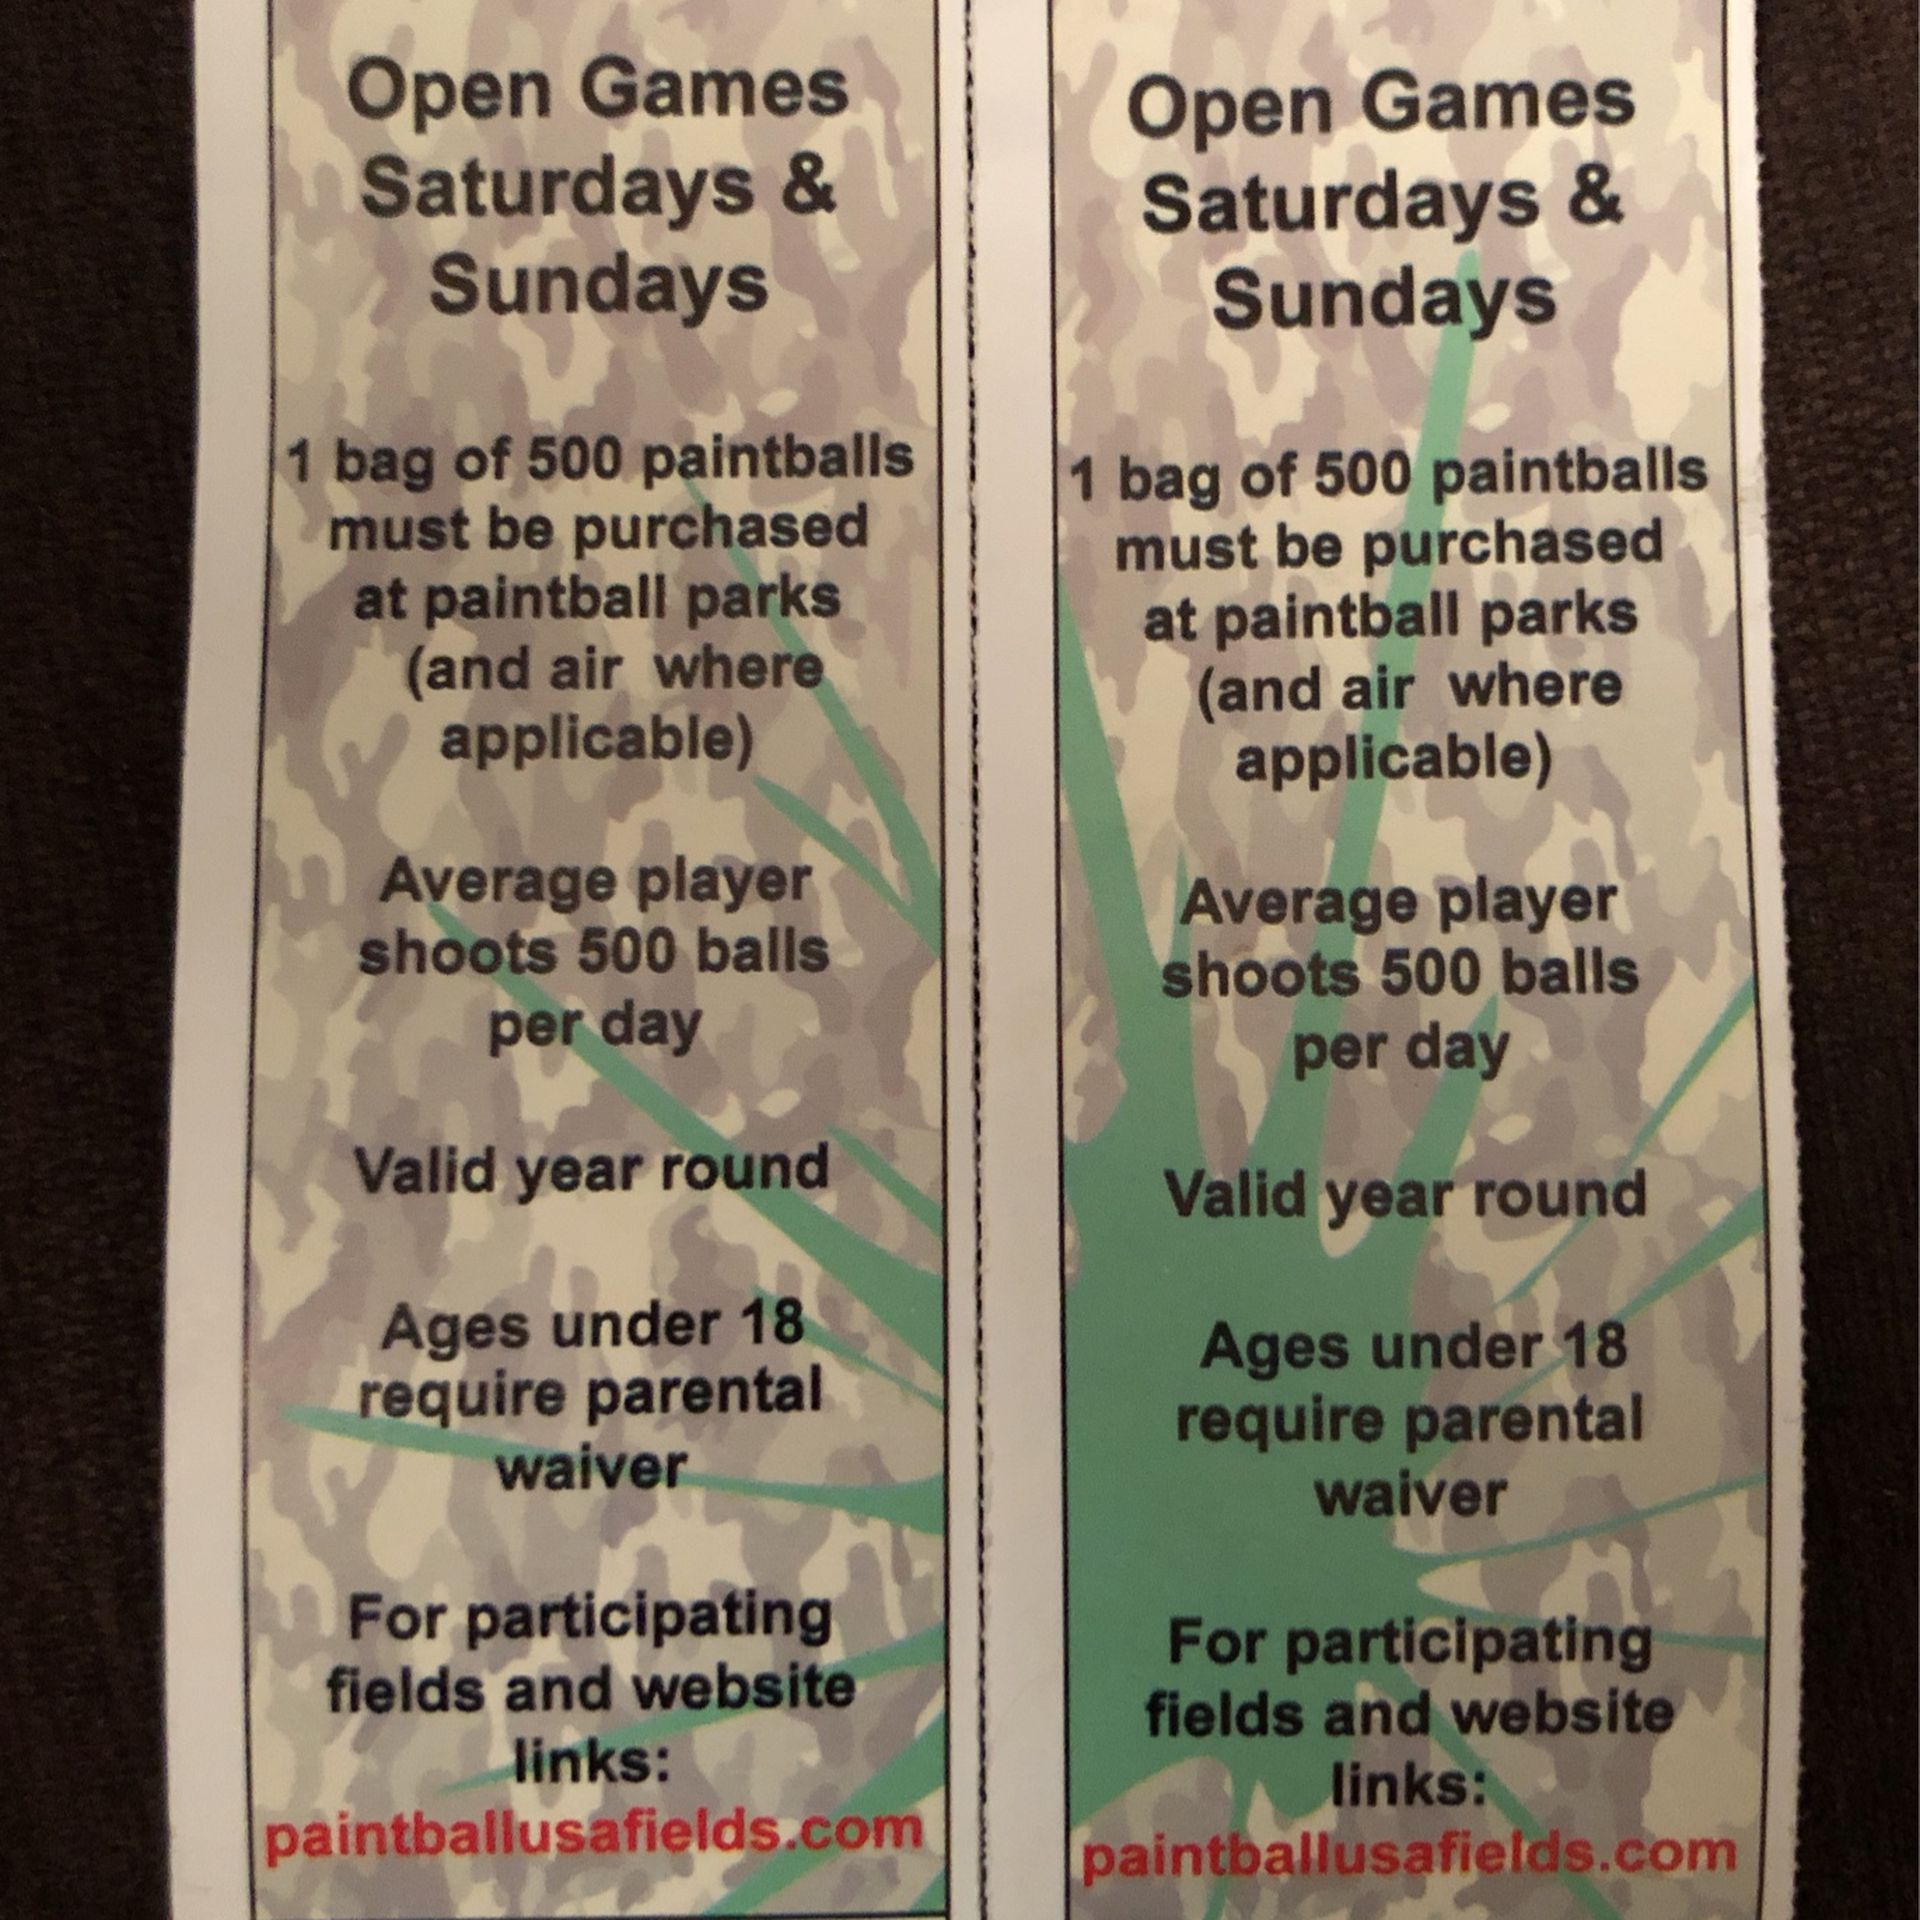 Open Games
Saturdays &
Sundays
1 bag of 500 paintballs
must be purchased
at paintball parks
(and air where
applicable)
Average player
shoots 500 balls
per day
Valid year round
Ages under 18
require parental
waiver
For participating
fields and website
links:
paintballusafields.com
Open Games
Saturdays &
Sundays
1 bag of 500 paintballs
must be purchased
at paintball parks
(and air where
applicable)
Average player
shoots 500 balls
per day
Valid year round
Ages under 18
require parental
waiver
For participating
fields and website
links:
paintballusafields.com